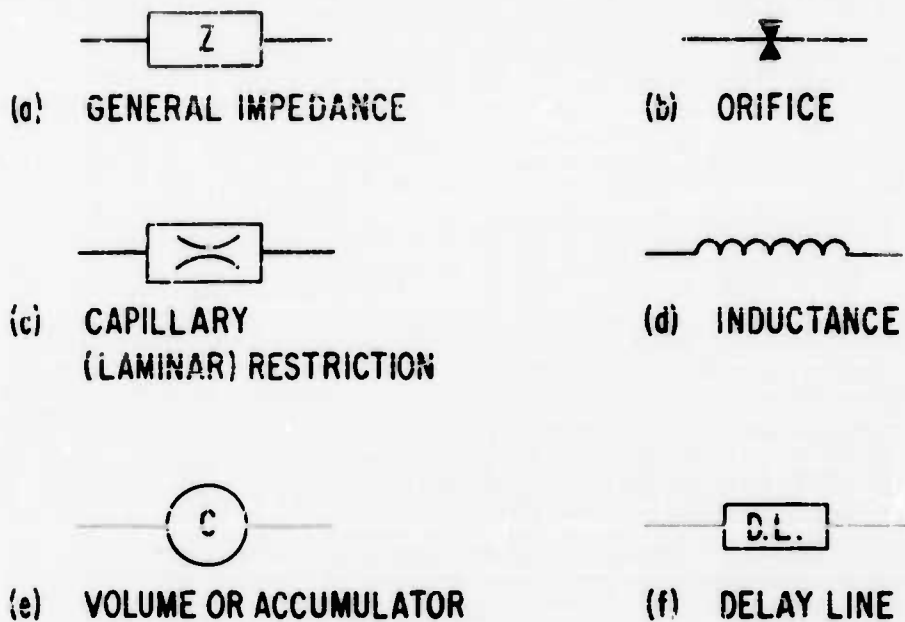 Z
(a) GENERAL IMPEDANCE
(b) ORIFICE
(c) CAPILLARY
(LAMINAR) RESTRICTION
(d) INDUCTANCE
C
(e) VOLUME OR ACCUMULATOR
D.L.
(f) DELAY LINE